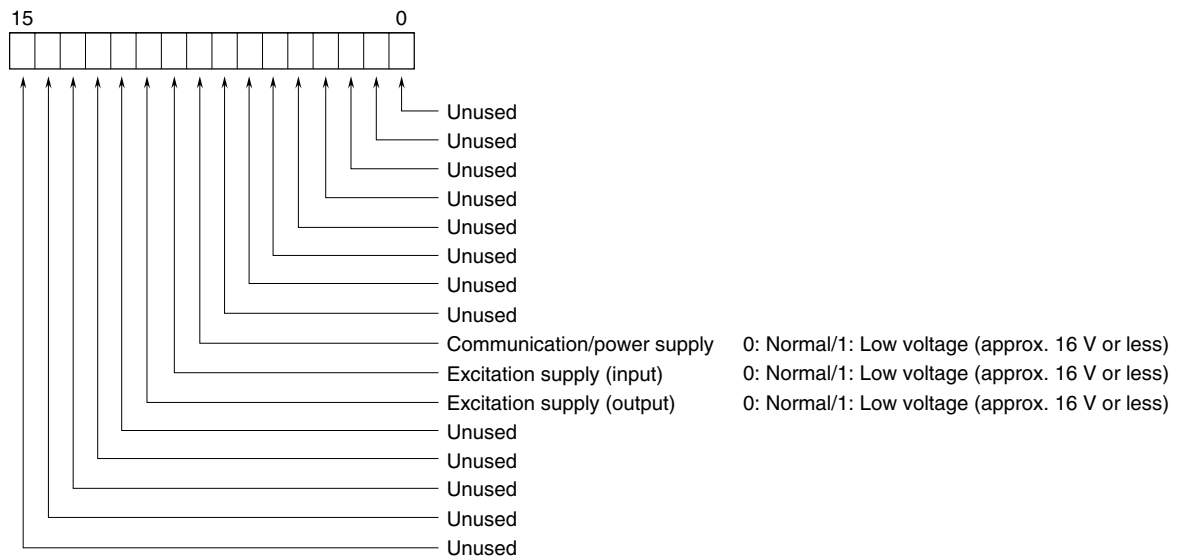 15 0
Unused
Unused
Unused
Unused
Unused
Unused
Unused
Unused
Communication/power supply 0: Normal/1: Low voltage (approx. 16 V or less)
Excitation supply (input) 0: Normal/1: Low voltage (approx. 16 V or less)
Excitation supply (output) 0: Normal/1: Low voltage (approx. 16 V or less)
Unused
Unused
Unused
Unused
Unused